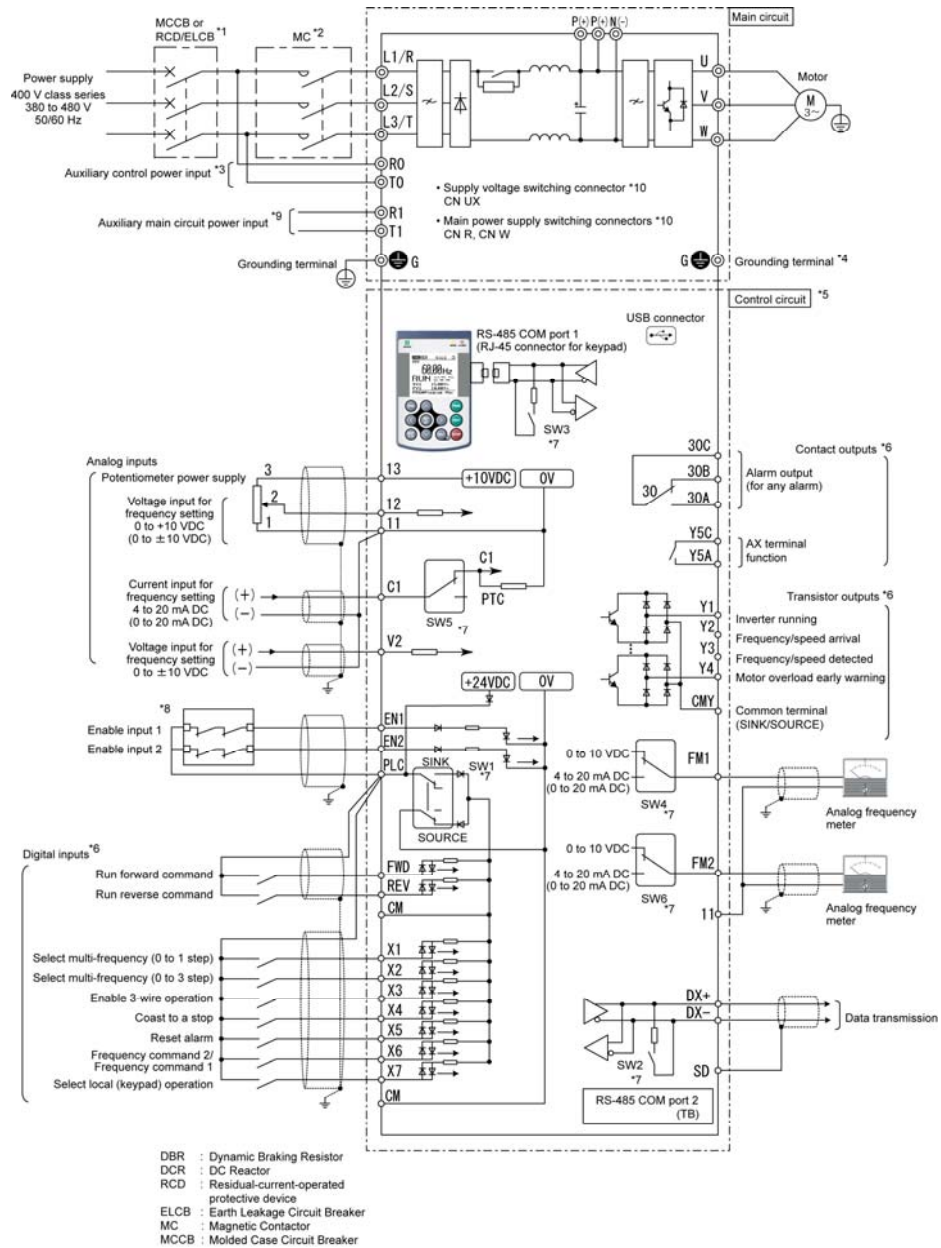 MCCB or
RCD/ELCB *1
MC *2
P(+) P(+) N(-)
Main circuit
Power supply
400 V class series
380 to 480 V
50/60 Hz
L1/R
L2/S
L3/T
U
V
W
Motor
M
3~
Auxiliary control power input *3
R0
T0
Auxiliary main circuit power input *9
R1
T1
• Supply voltage switching connector *10
CN UX
• Main power supply switching connectors *10
CN R, CN W
Grounding terminal
G
G
Grounding terminal *4
Control circuit *5
USB connector
RS-485 COM port 1
(RJ-45 connector for keypad)
60.00Hz
RUN
SW3
*7
Analog inputs
Potentiometer power supply
3
2
1
Voltage input for
frequency setting
0 to +10 VDC
(0 to ±10 VDC)
13
12
11
+10VDC
0V
Current input for
frequency setting
4 to 20 mA DC
(0 to 20 mA DC)
(+)
(-)
C1
C1
PTC
SW5
*7
Voltage input for
frequency setting
0 to ±10 VDC
(+)
(-)
V2
+24VDC
0V
*8
Enable input 1
Enable input 2
EN1
EN2
PLC
SINK
SW1
*7
SOURCE
Digital inputs*6
Run forward command
Run reverse command
FWD
REV
CM
Select multi-frequency (0 to 1 step)
Select multi-frequency (0 to 3 step)
Enable 3-wire operation
Coast to a stop
Reset alarm
Frequency command 2/
Frequency command 1
Select local (keypad) operation
X1
X2
X3
X4
X5
X6
X7
CM
Contact outputs *6
30C
30B
30
30A
Alarm output
(for any alarm)
Y5C
Y5A
AX terminal
function
Transistor outputs *6
Y1
Inverter running
Y2
Frequency/speed arrival
Y3
Frequency/speed detected
Y4
Motor overload early warning
CMY
Common terminal
(SINK/SOURCE)
0 to 10 VDC
4 to 20 mA DC
(0 to 20 mA DC)
SW4
*7
FM1
Analog frequency
meter
0 to 10 VDC
4 to 20 mA DC
(0 to 20 mA DC)
SW6
*7
FM2
11
Analog frequency
meter
DX+
DX-
Data transmission
SW2
*7
SD
RS-485 COM port 2
(TB)
DBR : Dynamic Braking Resistor
DCR : DC Reactor
RCD : Residual-current-operated
protective device
ELCB : Earth Leakage Circuit Breaker
MC : Magnetic Contactor
MCCB : Molded Case Circuit Breaker